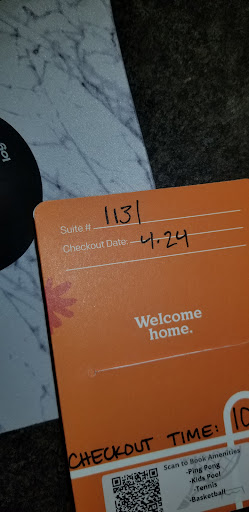 Suite # 1131
Checkout Date 4.24
Welcome
home.
CHECKOUT TIME: 10
Scan to Book Amenities
-Ping Pong
-Kids Pool
-Tennis
-Basketball